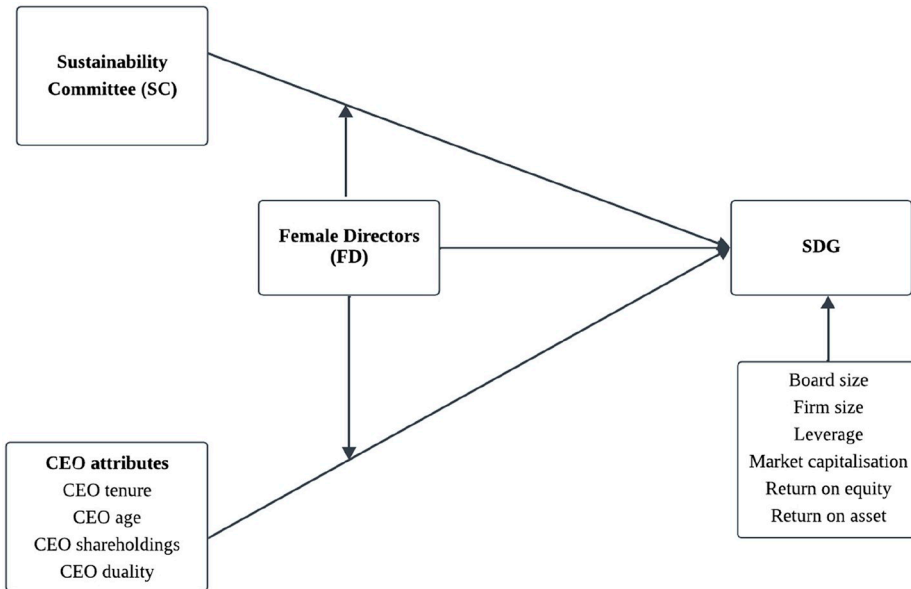 Sustainability
Committee (SC)
Female Directors
(FD)
SDG
Board size
Firm size
Leverage
Market capitalisation
Return on equity
Return on asset
CEO attributes
CEO tenure
CEO age
CEO shareholdings
CEO duality